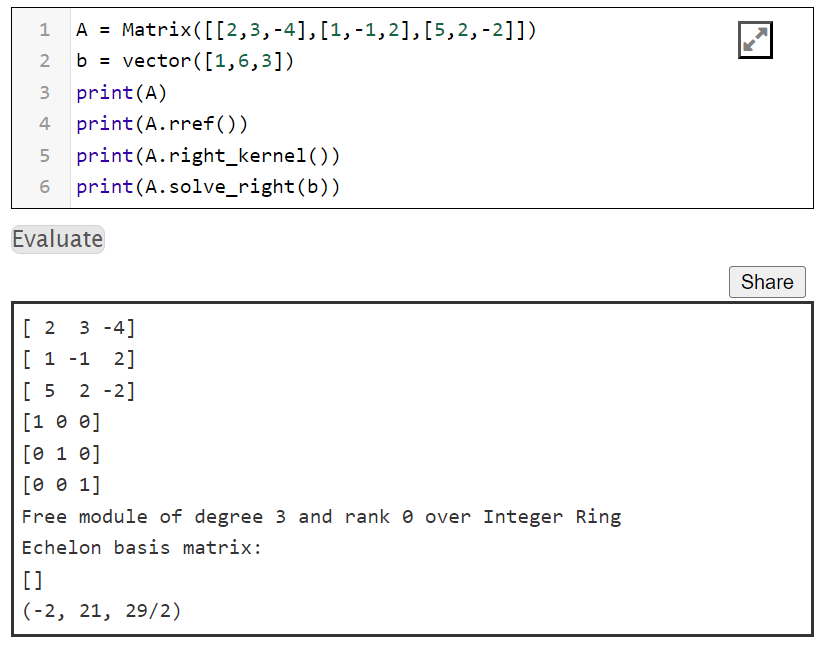 1 A = Matrix([[2,3,-4],[1,-1,2],[5,2,-2]])
2 b = vector([1,6,3])
3 print(A)
4 print(A.rref())
5 print(A.right_kernel())
6 print(A.solve_right(b))
Evaluate
Share
[ 2  3 -4]
[ 1 -1  2]
[ 5  2 -2]
[1 0 0]
[0 1 0]
[0 0 1]
Free module of degree 3 and rank 0 over Integer Ring
Echelon basis matrix:
[]
(-2, 21, 29/2)